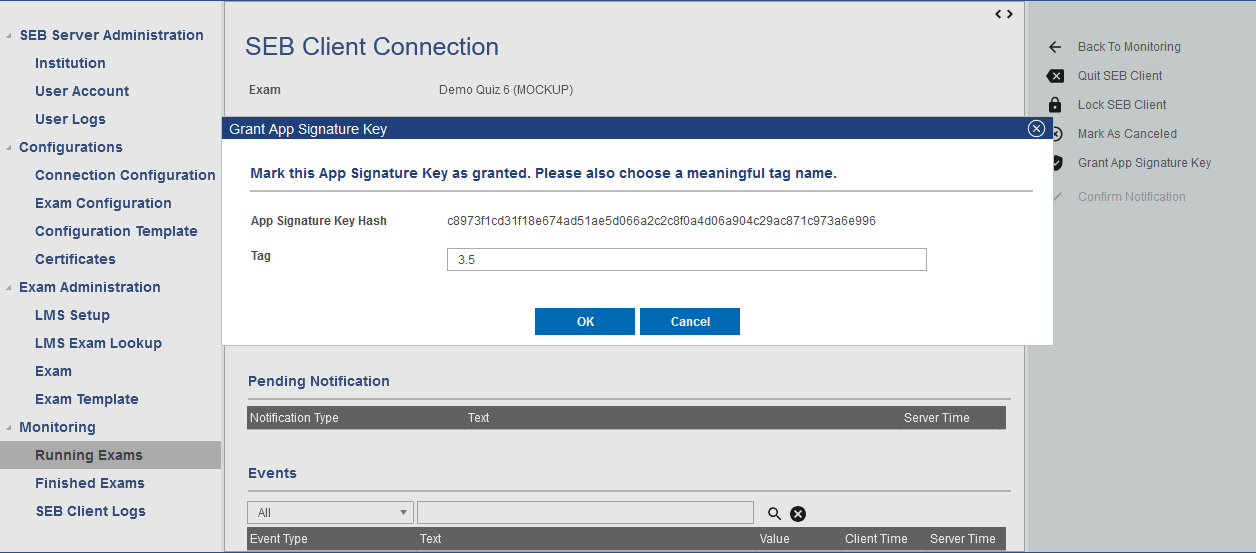 SEB Server Administration
Institution
User Account
User Logs
Configurations
Connection Configuration
Exam Configuration
Configuration Template
Certificates
Exam Administration
LMS Setup
LMS Exam Lookup
Exam
Exam Template
Monitoring
Running Exams
Finished Exams
SEB Client Logs
SEB Client Connection
Exam Demo Quiz 6 (MOCKUP)
Grant App Signature Key
Mark this App Signature Key as granted. Please also choose a meaningful tag name.
App Signature Key Hash c8973f1cd31f18e674ad51ae5d066a2c2c8f0a4d06a904c29ac871c973a6e996
Tag 3.5
OK Cancel
Pending Notification
Notification Type Text Server Time
Events
All
Event Type Text Value Client Time Server Time
Back To Monitoring
Quit SEB Client
Lock SEB Client
Mark As Canceled
Grant App Signature Key
Confirm Notification